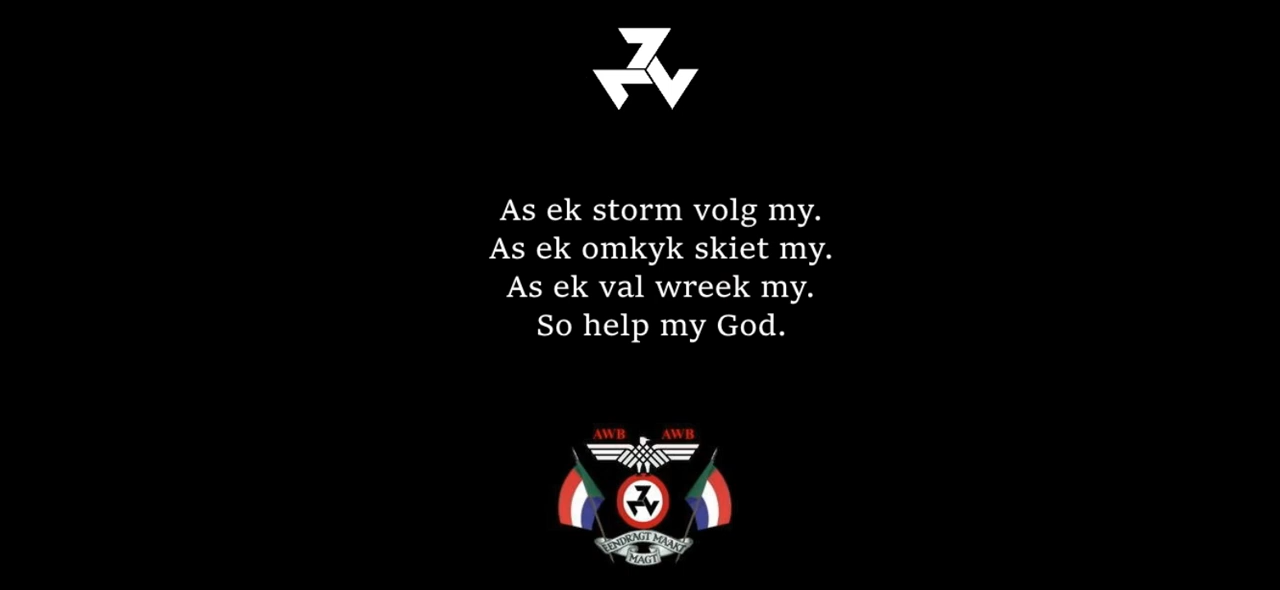 As ek storm volg my.
As ek omkyk skiet my.
As ek val wreek my.
So help my God.
AWB AWB
EENDRAGT MAAKT
MAGT